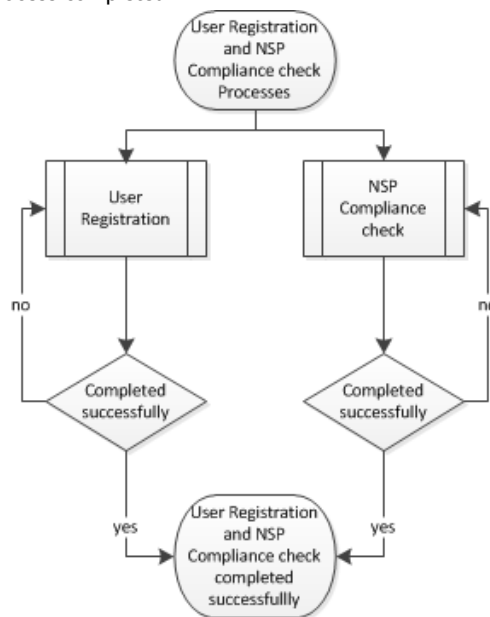 User Registration
and NSP
Compliance check
Processes
User
Registration
NSP
Compliance
check
no
Completed
successfully
Completed
successfully
yes
yes
User Registration
and NSP
Compliance check
completed
successfullly